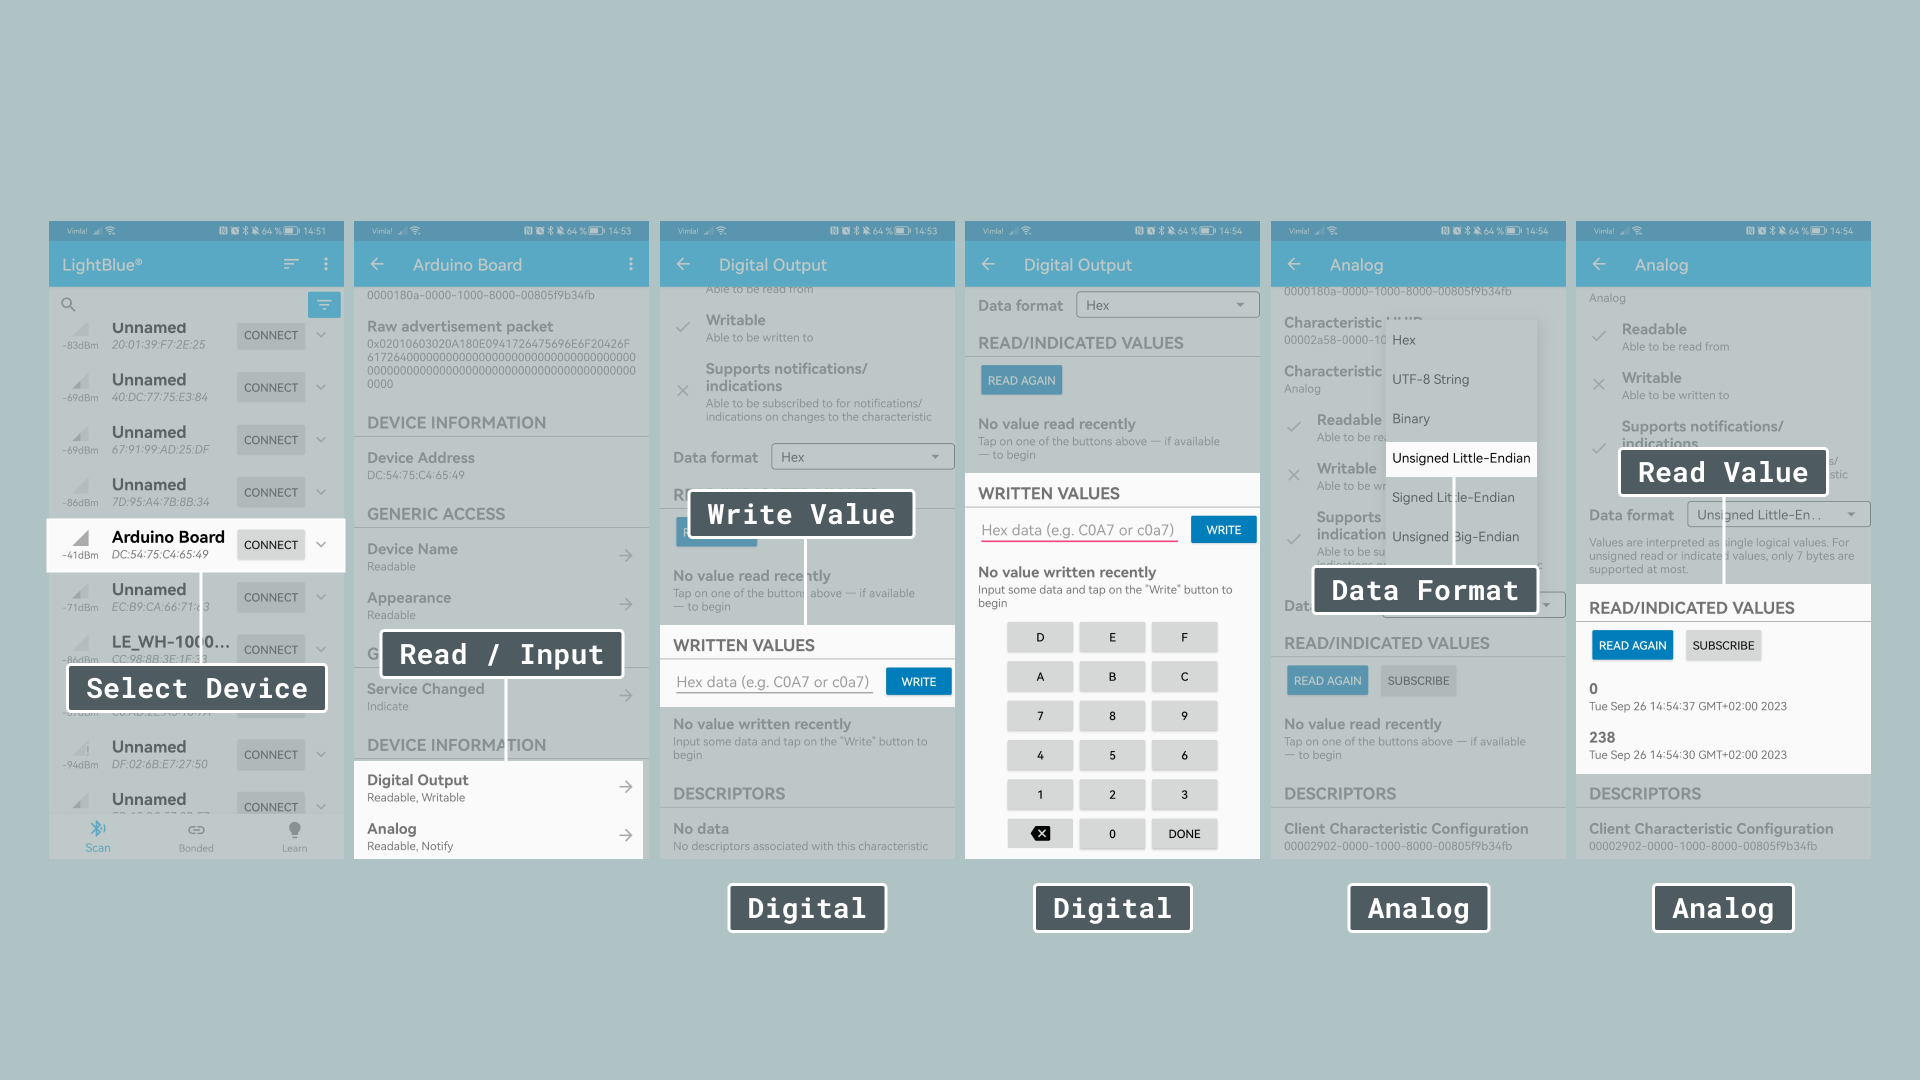 Vimla!
64 %
14:51
LightBlue®
Unnamed
-83dBm
20:01:39:F7:2E:25
CONNECT
Unnamed
-69dBm
40:DC:77:75:E3:84
CONNECT
Unnamed
-69dBm
67:91:99:AD:25:DF
CONNECT
Unnamed
-86dBm
7D:95:A4:7B:8B:34
CONNECT
Arduino Board
-41dBm
DC:54:75:C4:65:49
CONNECT
Unnamed
-71dBm
EC:B9:CA:66:71:63
CONNECT
LE_WH-1000...
-86dBm
CC:98:8B:3E:1F:33
CONNECT
Select Device
Unnamed
-94dBm
DF:02:6B:E7:27:50
CONNECT
Unnamed
CONNECT
Scan
Bonded
Learn
Vimla!
64 %
14:53
Arduino Board
0000180a-0000-1000-8000-00805f9b34fb
Raw advertisement packet
0x02010603020A180E0941726475696E6F20426F
617264000000000000000000000000000000000
0000000000000000000000000000000000000000
0000
DEVICE INFORMATION
Device Address
DC:54:75:C4:65:49
GENERIC ACCESS
Device Name
Readable
Appearance
Readable
Read / Input
Service Changed
Indicate
DEVICE INFORMATION
Digital Output
Readable, Writable
Analog
Readable, Notify
Vimla!
64 %
14:53
Digital Output
Able to be read from
Writable
Able to be written to
Supports notifications/
indications
Able to be subscribed to for notifications/
indications on changes to the characteristic
Data format
Hex
Write Value
No value read recently
Tap on one of the buttons above — if available
— to begin
WRITTEN VALUES
Hex data (e.g. C0A7 or c0a7)
WRITE
No value written recently
Input some data and tap on the "Write" button to
begin
DESCRIPTORS
No data
No descriptors associated with this characteristic
Digital
Vimla!
64 %
14:54
Digital Output
Data format
Hex
READ/INDICATED VALUES
READ AGAIN
No value read recently
Tap on one of the buttons above — if available
— to begin
WRITTEN VALUES
Hex data (e.g. C0A7 or c0a7)
WRITE
No value written recently
Input some data and tap on the "Write" button to
begin
D E F
A B C
7 8 9
4 5 6
1 2 3
0 DONE
Digital
Vimla!
64 %
14:54
Analog
0000180a-0000-1000-8000-00805f9b34fb
Characteristic UUID
00002a58-0000-10
Characteristic
Analog
Readable
Able to be re
Writable
Able to be wr
Supports
indication
Able to be su
Hex
UTF-8 String
Binary
Unsigned Little-Endian
Signed Little-Endian
Unsigned Big-Endian
Data Format
READ/INDICATED VALUES
READ AGAIN
SUBSCRIBE
No value read recently
Tap on one of the buttons above — if available
— to begin
DESCRIPTORS
Client Characteristic Configuration
00002902-0000-1000-8000-00805f9b34fb
Analog
Vimla!
64 %
14:54
Analog
Analog
Readable
Able to be read from
Writable
Able to be written to
Supports notifications/
indications
Read Value
Data format
Unsigned Little-En..
Values are interpreted as single logical values. For
unsigned read or indicated values, only 7 bytes are
supported at most.
READ/INDICATED VALUES
READ AGAIN
SUBSCRIBE
0
Tue Sep 26 14:54:37 GMT+02:00 2023
238
Tue Sep 26 14:54:30 GMT+02:00 2023
DESCRIPTORS
Client Characteristic Configuration
00002902-0000-1000-8000-00805f9b34fb
Analog